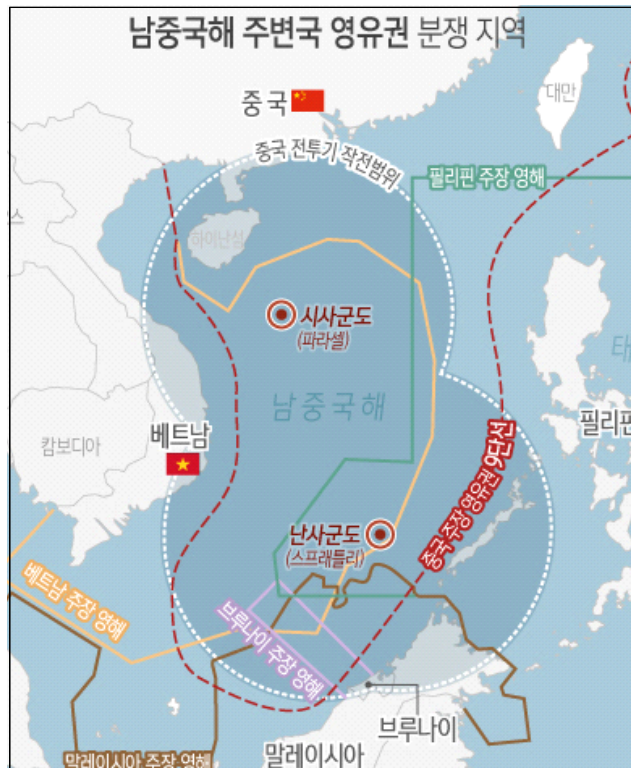 남중국해 주변국 영유권 분쟁 지역
중국
대만
중국 전투기 작전범위
필리핀 주장 영해
스
하이난섬
시사군도
(파라셀)
태
남중국해
필리핀
베트남
캄보디아
중국 주장 영유권 9단선
난사군도
(스프래틀리)
베트남 주장 영해
브루나이 주장 영해
브루나이
말레이시아
말레이시아 주장 영해